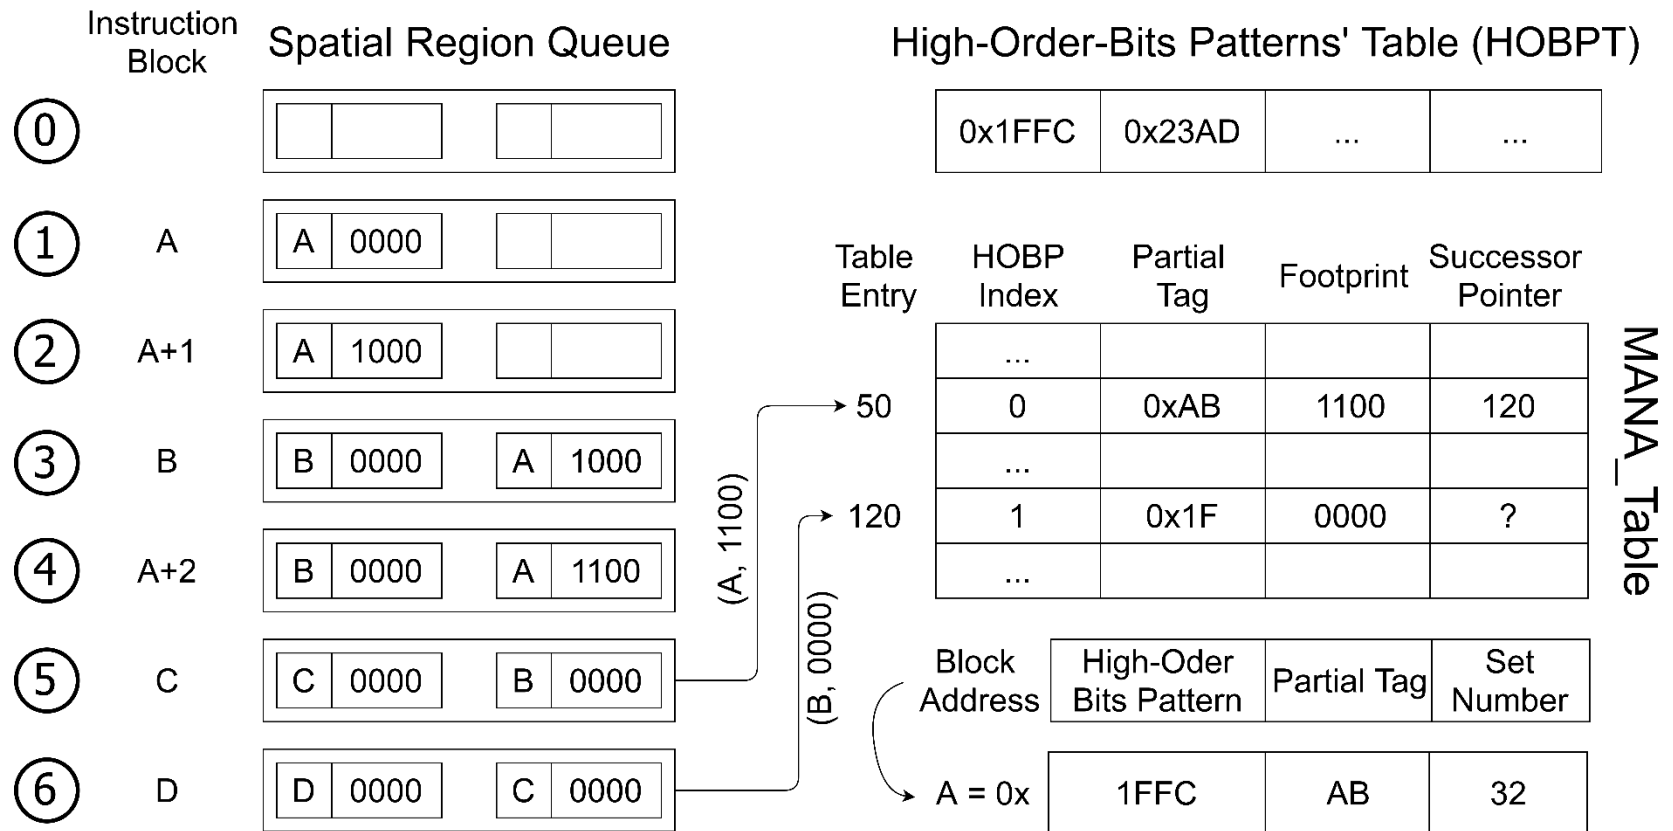 Instruction
Block
Spatial Region Queue
High-Order-Bits Patterns' Table (HOBPT)
0
0x1FFC 0x23AD ... ...
1 A A 0000
Table
Entry
HOBP
Index
Partial
Tag
Footprint
Successor
Pointer
2 A+1 A 1000
...
50 0 0xAB 1100 120
3 B B 0000 A 1000
...
120 1 0x1F 0000 ?
4 A+2 B 0000 A 1100
...
MANA_Table
(A, 1100)
(B, 0000)
5 C C 0000 B 0000
Block
Address
High-Oder
Bits Pattern
Partial Tag
Set
Number
6 D D 0000 C 0000
A = 0x 1FFC AB 32